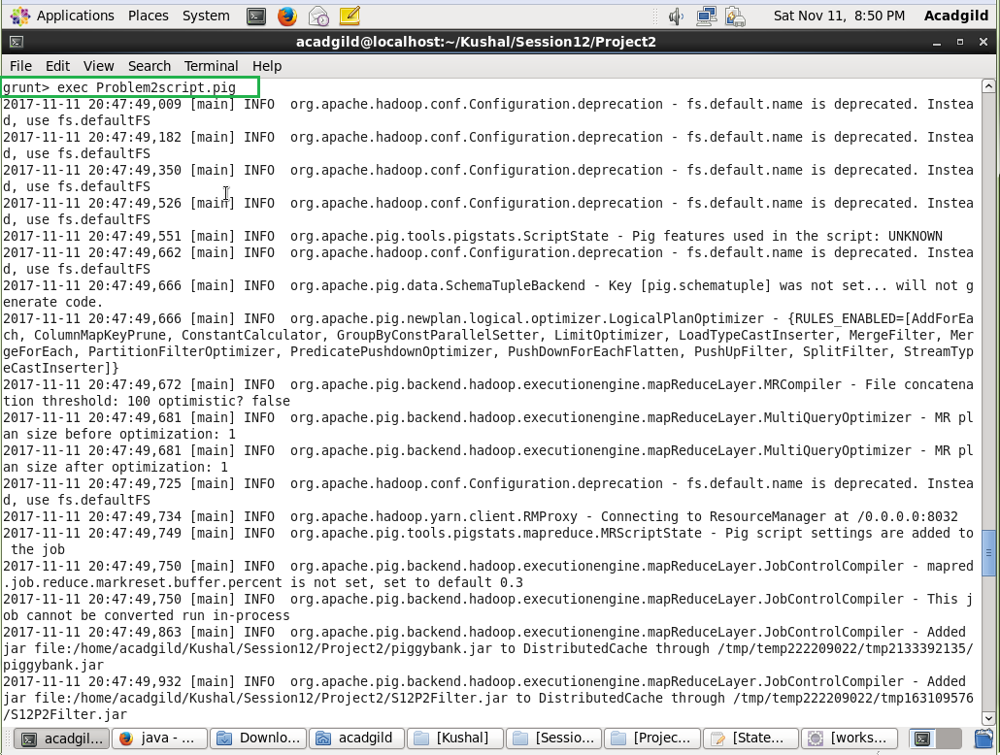 Applications Places System Sat Nov 11, 8:50 PM Acadgild
acadgild@localhost:~/Kushal/Session12/Project2
File Edit View Search Terminal Help
grunt> exec Problem2script.pig
2017-11-11 20:47:49,009 [main] INFO  org.apache.hadoop.conf.Configuration.deprecation - fs.default.name is deprecated. Instea
d, use fs.defaultFS
2017-11-11 20:47:49,182 [main] INFO  org.apache.hadoop.conf.Configuration.deprecation - fs.default.name is deprecated. Instea
d, use fs.defaultFS
2017-11-11 20:47:49,350 [main] INFO  org.apache.hadoop.conf.Configuration.deprecation - fs.default.name is deprecated. Instea
d, use fs.defaultFS
2017-11-11 20:47:49,526 [main] INFO  org.apache.hadoop.conf.Configuration.deprecation - fs.default.name is deprecated. Instea
d, use fs.defaultFS
2017-11-11 20:47:49,551 [main] INFO  org.apache.pig.tools.pigstats.ScriptState - Pig features used in the script: UNKNOWN
2017-11-11 20:47:49,662 [main] INFO  org.apache.hadoop.conf.Configuration.deprecation - fs.default.name is deprecated. Instea
d, use fs.defaultFS
2017-11-11 20:47:49,666 [main] INFO  org.apache.pig.data.SchemaTupleBackend - Key [pig.schematuple] was not set... will not g
enerate code.
2017-11-11 20:47:49,666 [main] INFO  org.apache.pig.newplan.logical.optimizer.LogicalPlanOptimizer - {RULES_ENABLED=[AddForEa
ch, ColumnMapKeyPrune, ConstantCalculator, GroupByConstParallelSetter, LimitOptimizer, LoadTypeCastInserter, MergeFilter, Mer
geForEach, PartitionFilterOptimizer, PredicatePushdownOptimizer, PushDownForEachFlatten, PushUpFilter, SplitFilter, StreamTyp
eCastInserter]}
2017-11-11 20:47:49,672 [main] INFO  org.apache.pig.backend.hadoop.executionengine.mapReduceLayer.MRCompiler - File concatena
tion threshold: 100 optimistic? false
2017-11-11 20:47:49,681 [main] INFO  org.apache.pig.backend.hadoop.executionengine.mapReduceLayer.MultiQueryOptimizer - MR pl
an size before optimization: 1
2017-11-11 20:47:49,681 [main] INFO  org.apache.pig.backend.hadoop.executionengine.mapReduceLayer.MultiQueryOptimizer - MR pl
an size after optimization: 1
2017-11-11 20:47:49,725 [main] INFO  org.apache.hadoop.conf.Configuration.deprecation - fs.default.name is deprecated. Instea
d, use fs.defaultFS
2017-11-11 20:47:49,734 [main] INFO  org.apache.hadoop.yarn.client.RMProxy - Connecting to ResourceManager at /0.0.0.0:8032
2017-11-11 20:47:49,749 [main] INFO  org.apache.pig.tools.pigstats.mapreduce.MRScriptState - Pig script settings are added to
 the job
2017-11-11 20:47:49,750 [main] INFO  org.apache.pig.backend.hadoop.executionengine.mapReduceLayer.JobControlCompiler - mapred
.job.reduce.markreset.buffer.percent is not set, set to default 0.3
2017-11-11 20:47:49,750 [main] INFO  org.apache.pig.backend.hadoop.executionengine.mapReduceLayer.JobControlCompiler - This j
ob cannot be converted run in-process
2017-11-11 20:47:49,863 [main] INFO  org.apache.pig.backend.hadoop.executionengine.mapReduceLayer.JobControlCompiler - Added
jar file:/home/acadgild/Kushal/Session12/Project2/piggybank.jar to DistributedCache through /tmp/temp222209022/tmp2133392135/
piggybank.jar
2017-11-11 20:47:49,932 [main] INFO  org.apache.pig.backend.hadoop.executionengine.mapReduceLayer.JobControlCompiler - Added
jar file:/home/acadgild/Kushal/Session12/Project2/S12P2Filter.jar to DistributedCache through /tmp/temp222209022/tmp163109576
/S12P2Filter.jar
acadgil... java - ... Downlo... acadgild [Kushal] [Sessio... [Projec... [State... [works...